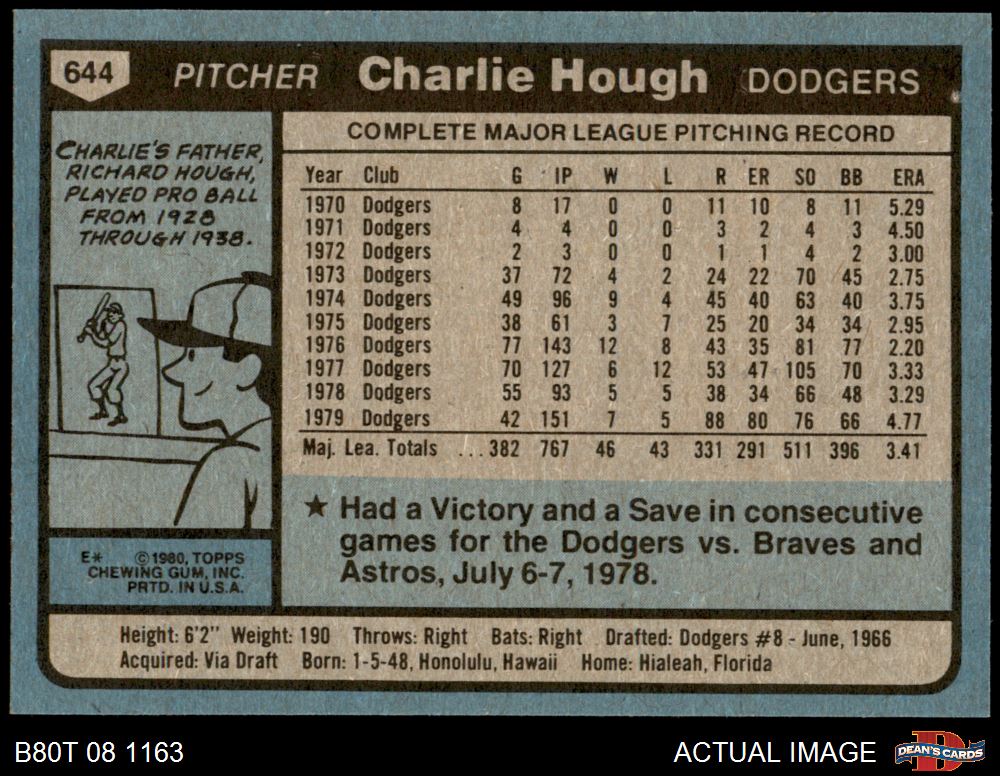 644 PITCHER Charlie Hough DODGERS
CHARLIE'S FATHER,
RICHARD HOUGH,
PLAYED PRO BALL
FROM 1928
THROUGH 1938.
E* © 1980, TOPPS
CHEWING GUM, INC.
PRTD. IN U.S.A.
COMPLETE MAJOR LEAGUE PITCHING RECORD
Year Club G IP W L R ER SO BB ERA
1970 Dodgers 8 17 0 0 11 10 8 11 5.29
1971 Dodgers 4 4 0 0 3 2 4 3 4.50
1972 Dodgers 2 3 0 0 1 1 4 2 3.00
1973 Dodgers 37 72 4 2 24 22 70 45 2.75
1974 Dodgers 49 96 9 4 45 40 63 40 3.75
1975 Dodgers 38 61 3 7 25 20 34 34 2.95
1976 Dodgers 77 143 12 8 43 35 81 77 2.20
1977 Dodgers 70 127 6 12 53 47 105 70 3.33
1978 Dodgers 55 93 5 5 38 34 66 48 3.29
1979 Dodgers 42 151 7 5 88 80 76 66 4.77
Maj. Lea. Totals ...382 767 46 43 331 291 511 396 3.41
★ Had a Victory and a Save in consecutive
games for the Dodgers vs. Braves and
Astros, July 6-7, 1978.
Height: 6'2" Weight: 190 Throws: Right Bats: Right Drafted: Dodgers #8 - June, 1966
Acquired: Via Draft Born: 1-5-48, Honolulu, Hawaii Home: Hialeah, Florida
B80T 08 1163 ACTUAL IMAGE D DEAN'S CARDS